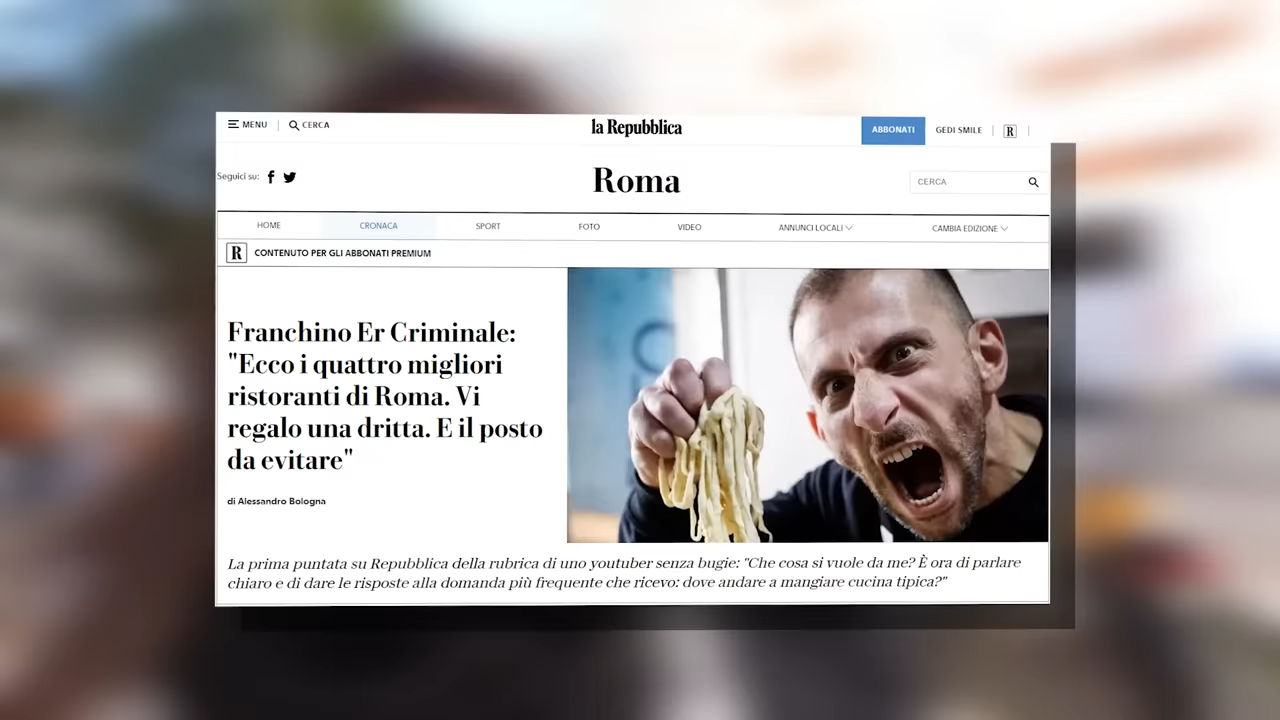 MENU
CERCA
la Repubblica
ABBONATI
GEDI SMILE
R
Seguici su:
Roma
CERCA
HOME
CRONACA
SPORT
FOTO
VIDEO
ANNUNCI LOCALI
CAMBIA EDIZIONE
R CONTENUTO PER GLI ABBONATI PREMIUM
Franchino Er Criminale:
"Ecco i quattro migliori
ristoranti di Roma. Vi
regalo una dritta. E il posto
da evitare"
di Alessandro Bologna
La prima puntata su Repubblica della rubrica di uno youtuber senza bugie: "Che cosa si vuole da me? È ora di parlare
chiaro e di dare le risposte alla domanda più frequente che ricevo: dove andare a mangiare cucina tipica?"